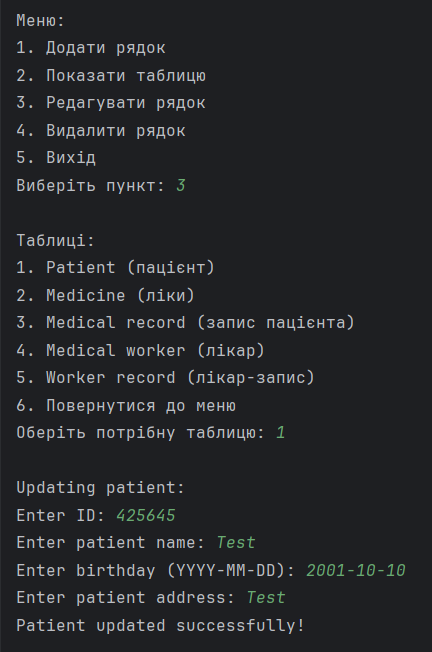 Меню:
1. Додати рядок
2. Показати таблицю
3. Редагувати рядок
4. Видалити рядок
5. Вихід
Виберіть пункт: 3
Таблиці:
1. Patient (пацієнт)
2. Medicine (ліки)
3. Medical record (запис пацієнта)
4. Medical worker (лікар)
5. Worker record (лікар-запис)
6. Повернутися до меню
Оберіть потрібну таблицю: 1
Updating patient:
Enter ID: 425645
Enter patient name: Test
Enter birthday (YYYY-MM-DD): 2001-10-10
Enter patient address: Test
Patient updated successfully!